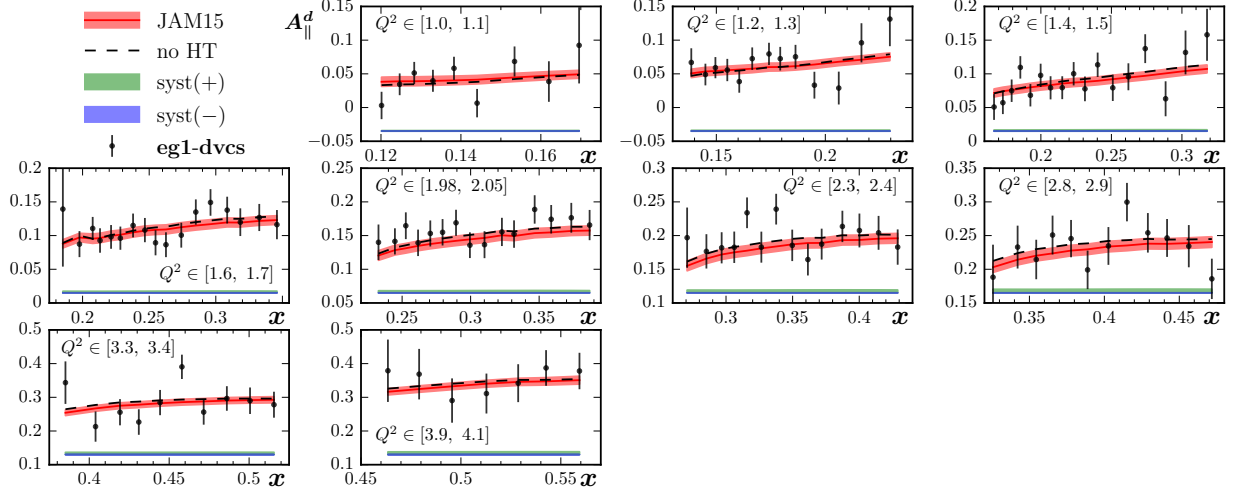 JAM15
no HT
syst(+)
syst(−)
eg1-dvcs
A∥^d
Q² ∈ [1.0, 1.1]
0.15
0.1
0.05
0
−0.05
0.12 0.14 0.16 x
Q² ∈ [1.2, 1.3]
0.15
0.1
0.05
0
−0.05
0.15 0.2 x
Q² ∈ [1.4, 1.5]
0.2
0.15
0.1
0.05
0
0.2 0.25 0.3 x
0.2
0.15
0.1
0.05
0
Q² ∈ [1.6, 1.7]
0.2 0.25 0.3 x
Q² ∈ [1.98, 2.05]
0.25
0.2
0.15
0.1
0.05
0.25 0.3 0.35 x
Q² ∈ [2.3, 2.4]
0.3
0.25
0.2
0.15
0.1
0.3 0.35 0.4 x
Q² ∈ [2.8, 2.9]
0.35
0.3
0.25
0.2
0.15
0.35 0.4 0.45 x
Q² ∈ [3.3, 3.4]
0.5
0.4
0.3
0.2
0.1
0.4 0.45 0.5 x
0.5
0.4
0.3
0.2
0.1
Q² ∈ [3.9, 4.1]
0.45 0.5 0.55 x